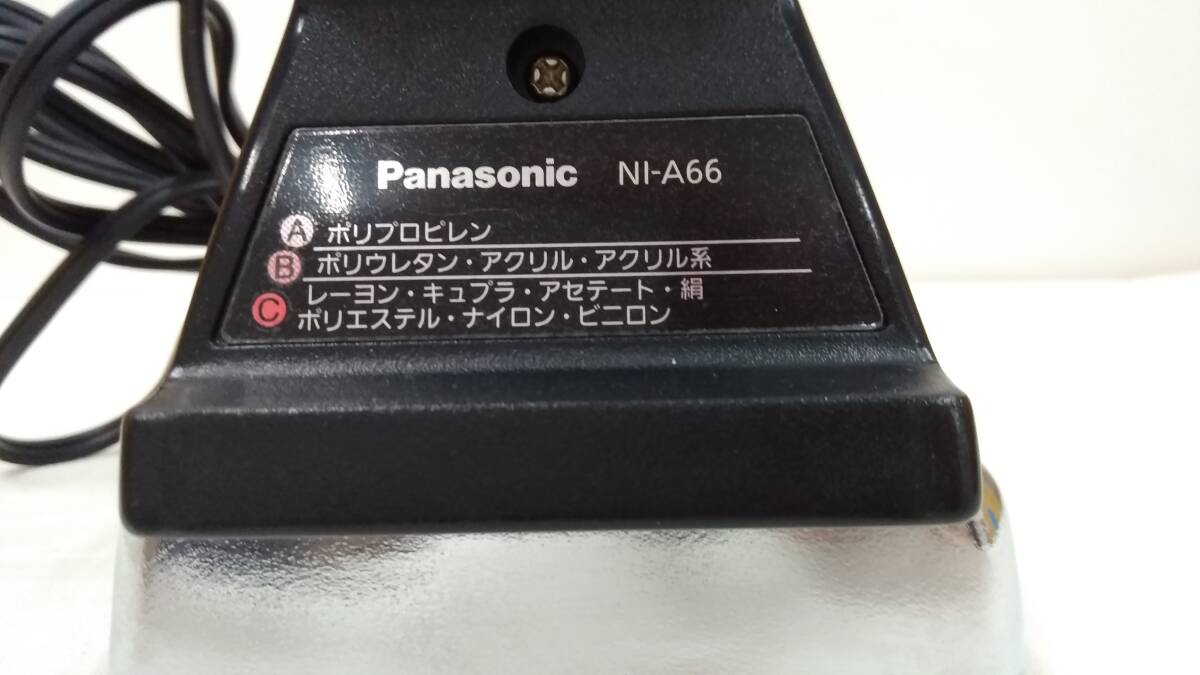 Panasonic NI-A66
A ポリプロピレン
B ポリウレタン・アクリル・アクリル系
レーヨン・キュプラ・アセテート・絹
C ポリエステル・ナイロン・ビニロン